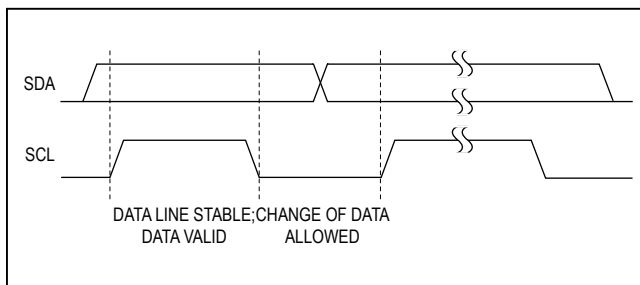 SDA
SCL
DATA LINE STABLE;CHANGE OF DATA
DATA VALID ALLOWED